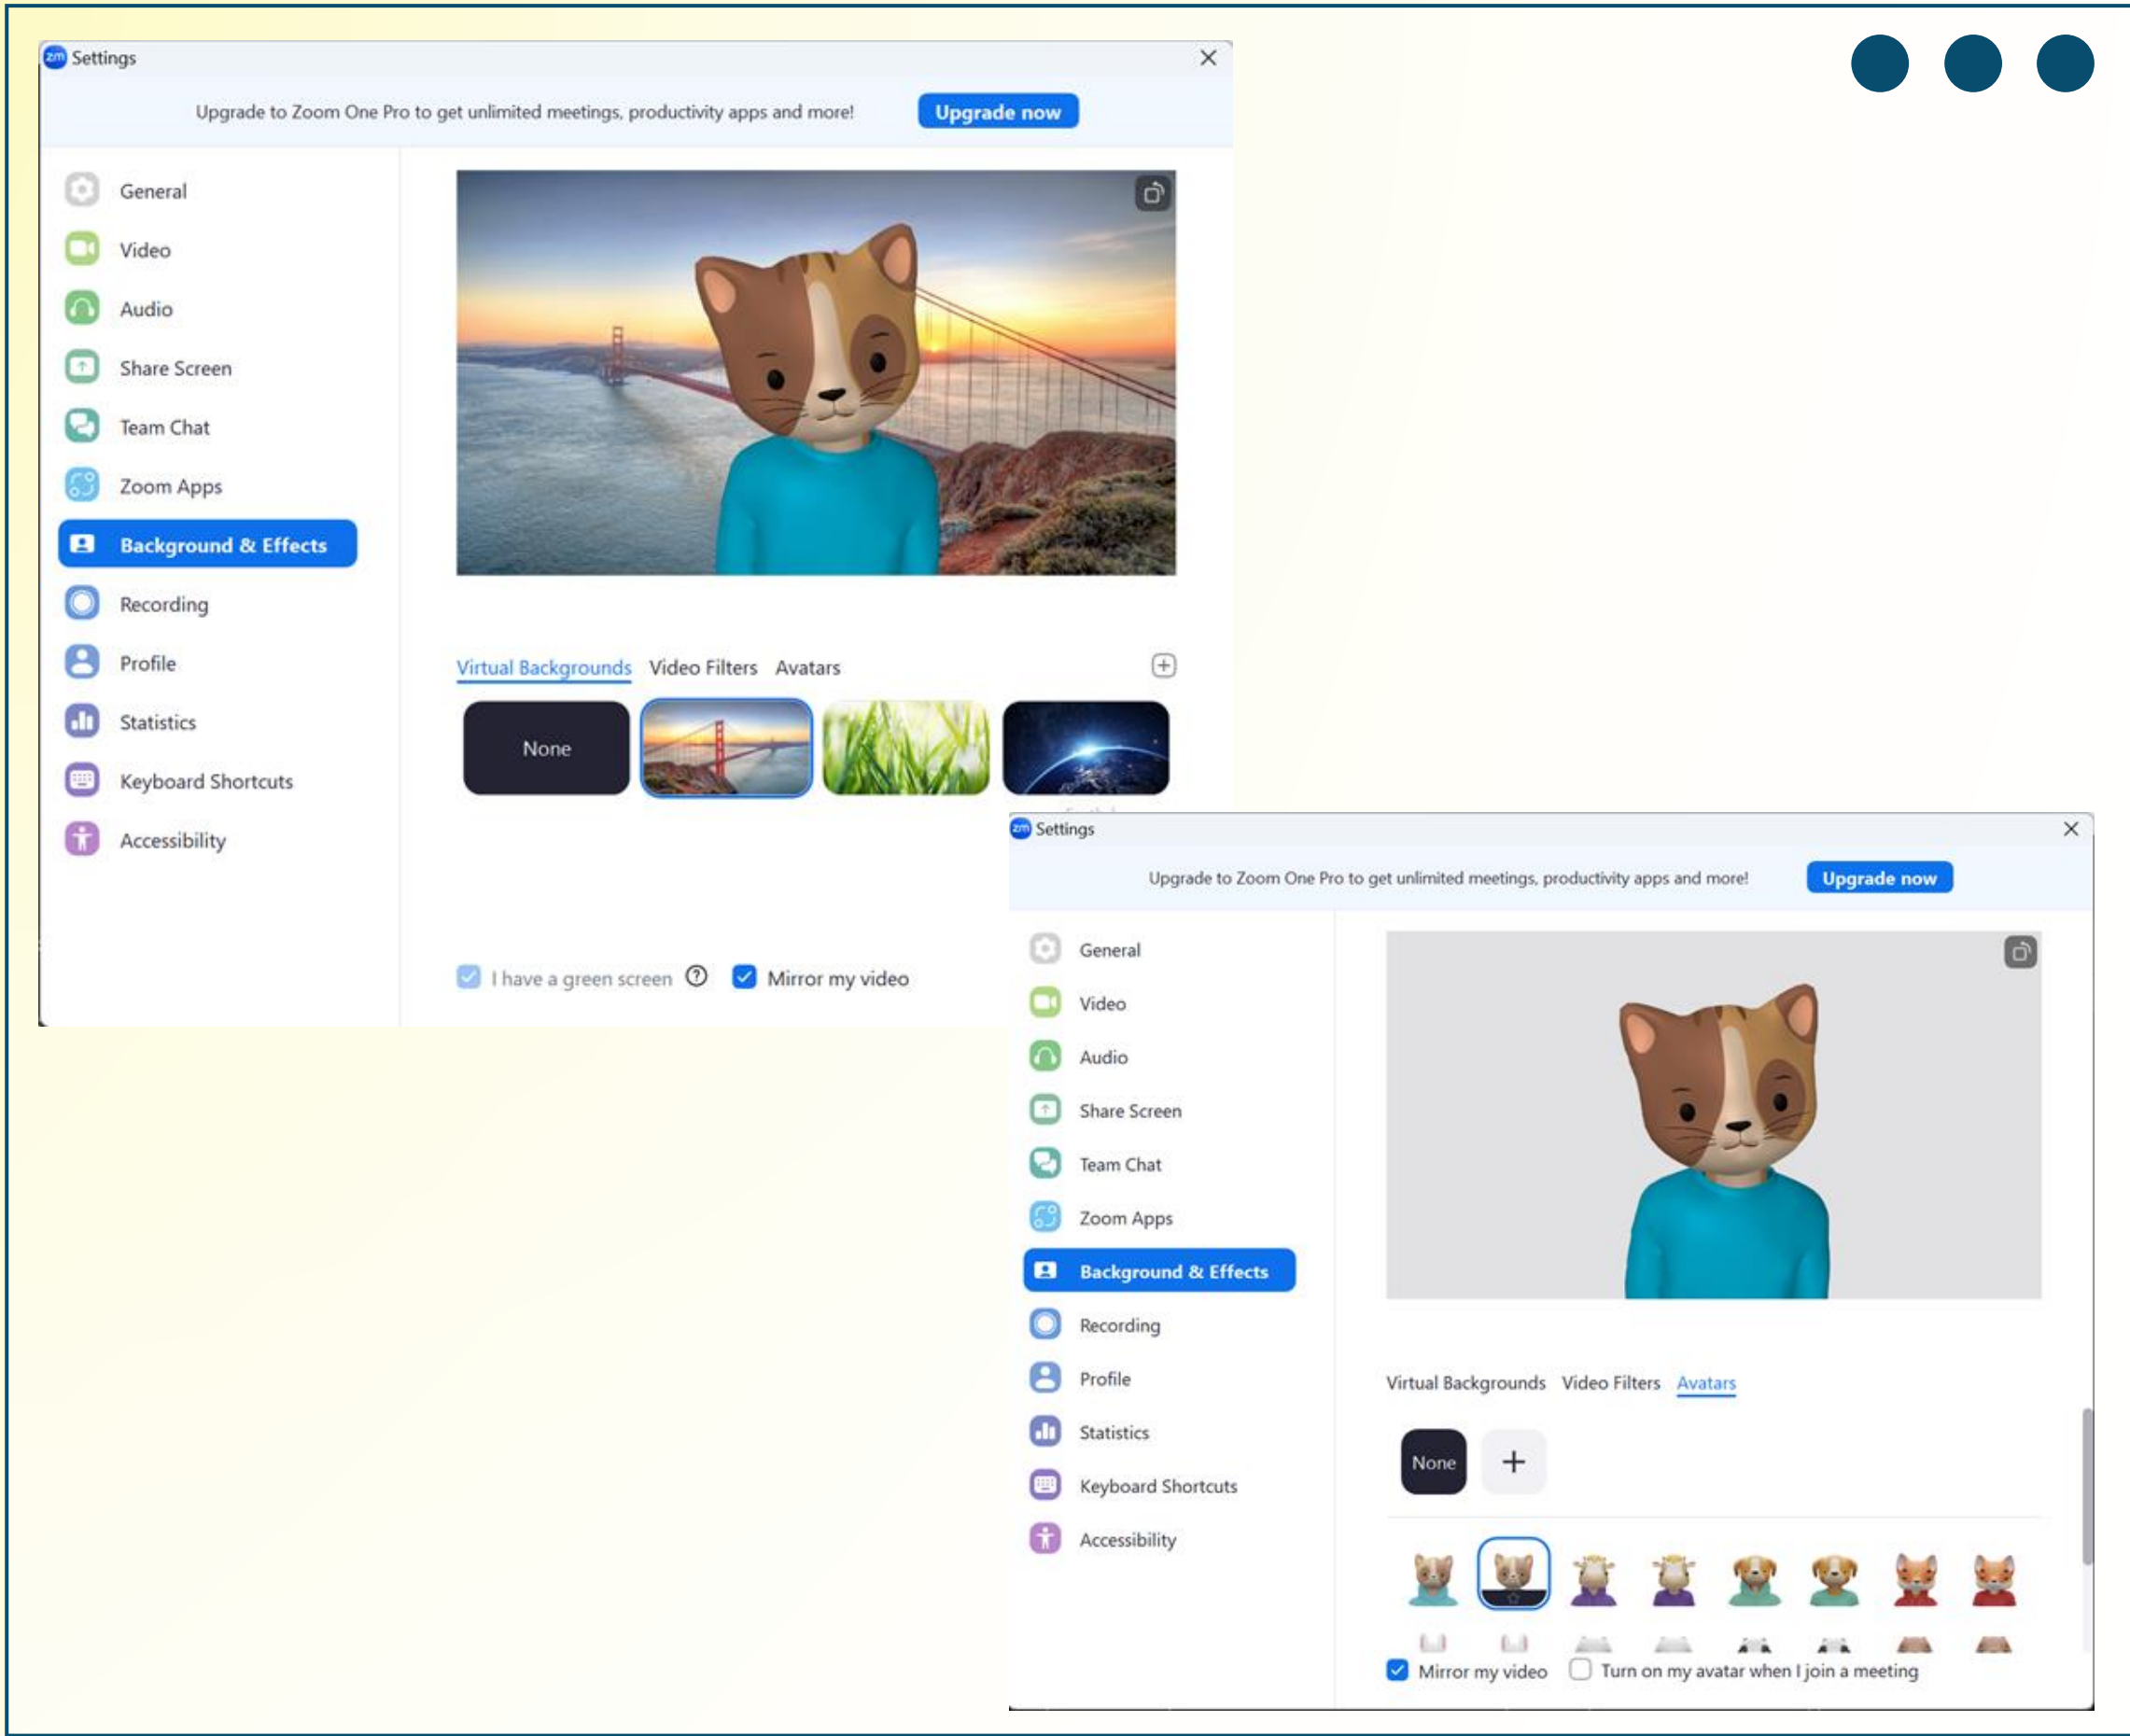 zm Settings
Upgrade to Zoom One Pro to get unlimited meetings, productivity apps and more! Upgrade now
General
Video
Audio
Share Screen
Team Chat
Zoom Apps
Background & Effects
Recording
Profile
Statistics
Keyboard Shortcuts
Accessibility
Virtual Backgrounds Video Filters Avatars
None
I have a green screen Mirror my video
zm Settings
Upgrade to Zoom One Pro to get unlimited meetings, productivity apps and more! Upgrade now
General
Video
Audio
Share Screen
Team Chat
Zoom Apps
Background & Effects
Recording
Profile
Statistics
Keyboard Shortcuts
Accessibility
Virtual Backgrounds Video Filters Avatars
None +
Mirror my video Turn on my avatar when I join a meeting